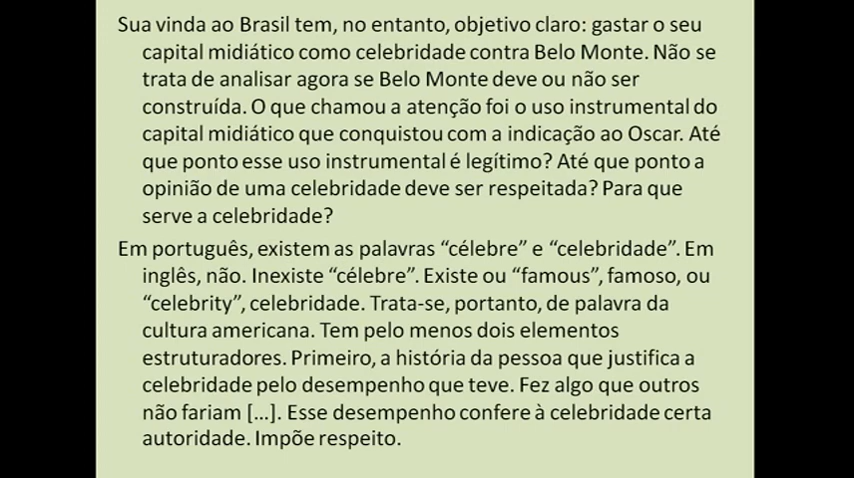 Sua vinda ao Brasil tem, no entanto, objetivo claro: gastar o seu
capital midiático como celebridade contra Belo Monte. Não se
trata de analisar agora se Belo Monte deve ou não ser
construída. O que chamou a atenção foi o uso instrumental do
capital midiático que conquistou com a indicação ao Oscar. Até
que ponto esse uso instrumental é legítimo? Até que ponto a
opinião de uma celebridade deve ser respeitada? Para que
serve a celebridade?
Em português, existem as palavras “célebre” e “celebridade”. Em
inglês, não. Inexiste “célebre”. Existe ou “famous”, famoso, ou
“celebrity”, celebridade. Trata-se, portanto, de palavra da
cultura americana. Tem pelo menos dois elementos
estruturadores. Primeiro, a história da pessoa que justifica a
celebridade pelo desempenho que teve. Fez algo que outros
não fariam [...]. Esse desempenho confere à celebridade certa
autoridade. Impõe respeito.